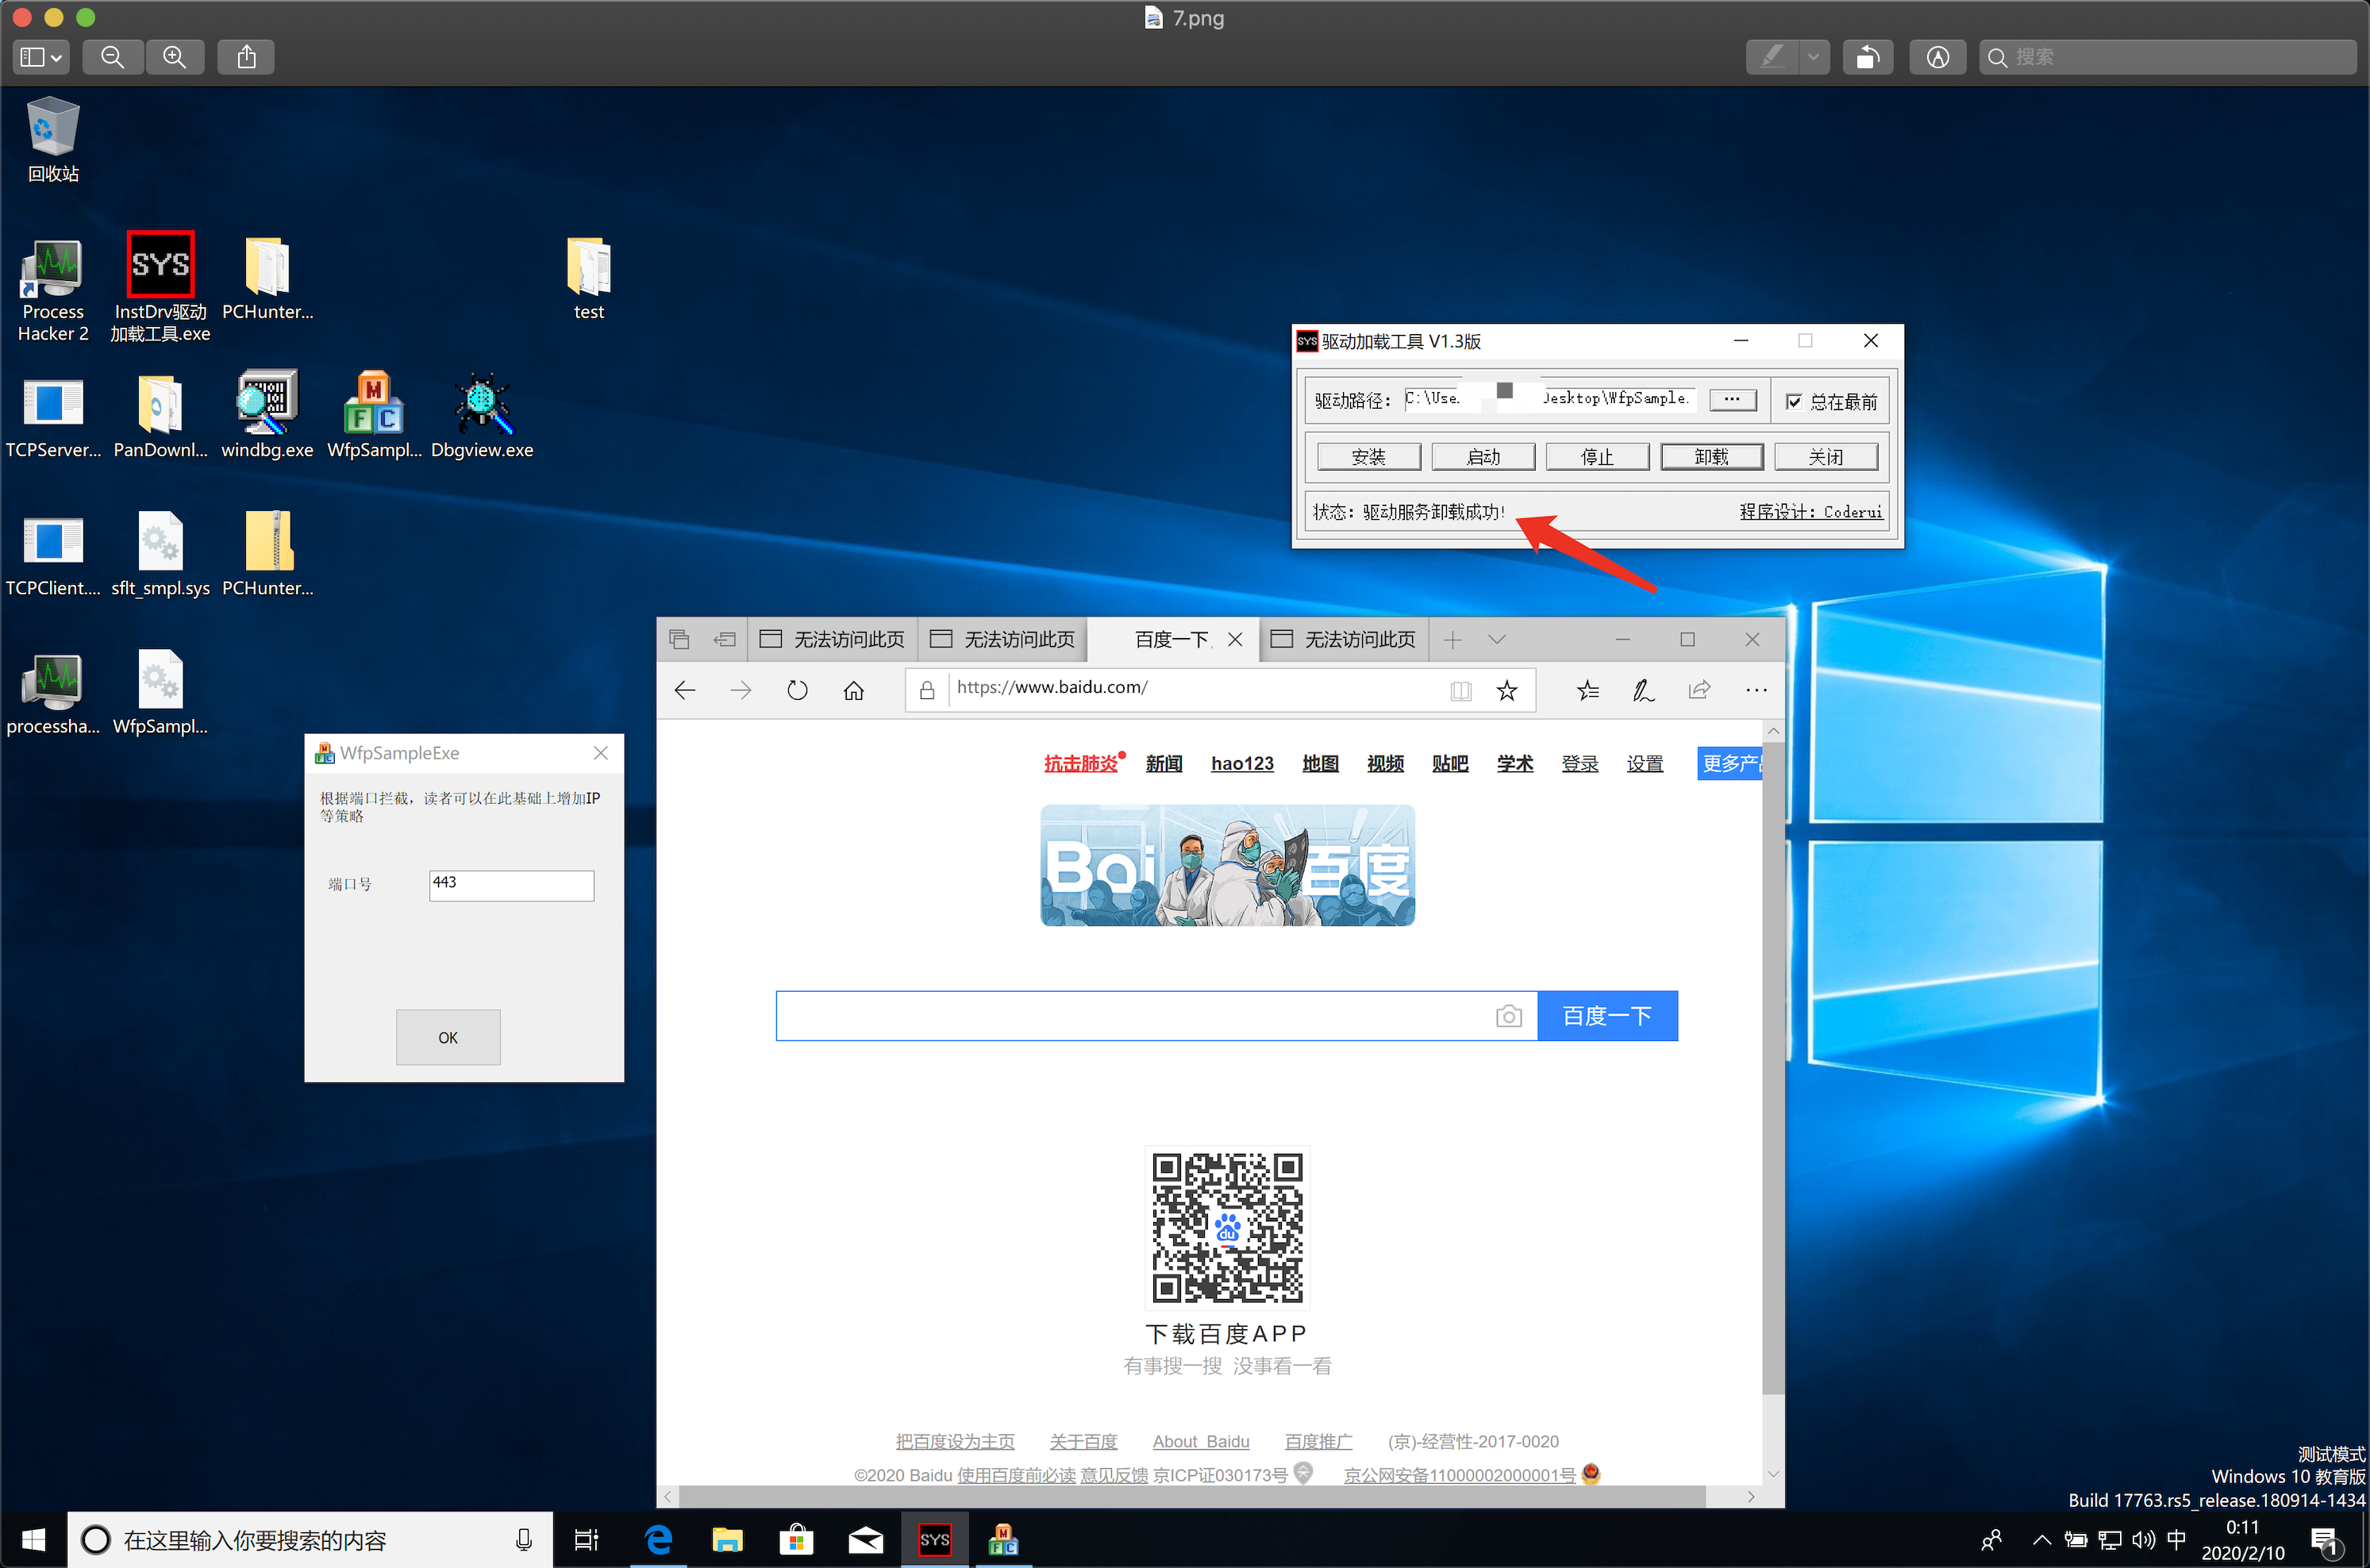 7.png
搜索
回收站
Process Hacker 2
InstDrv驱动加载工具.exe
PCHunter...
test
TCPServer...
PanDownl...
windbg.exe
WfpSampl...
Dbgview.exe
TCPClient....
sflt_smpl.sys
PCHunter...
processha...
WfpSampl...
SYS
驱动加载工具 V1.3版
驱动路径：
C:\Use
Desktop\WfpSample.
...
总在最前
安装
启动
停止
卸载
关闭
状态：驱动服务卸载成功!
程序设计：Coderui
无法访问此页
无法访问此页
百度一下,
无法访问此页
https://www.baidu.com/
抗击肺炎
新闻
hao123
地图
视频
贴吧
学术
登录
设置
更多产品
Bai
百度
百度一下
du
下载百度APP
有事搜一搜 没事看一看
把百度设为主页
关于百度
About Baidu
百度推广
(京)-经营性-2017-0020
©2020 Baidu 使用百度前必读 意见反馈 京ICP证030173号
京公网安备11000002000001号
WfpSampleExe
根据端口拦截，读者可以在此基础上增加IP
等策略
端口号
443
OK
测试模式
Windows 10 教育版
Build 17763.rs5_release.180914-1434
在这里输入你要搜索的内容
SYS
中
0:11
2020/2/10
1